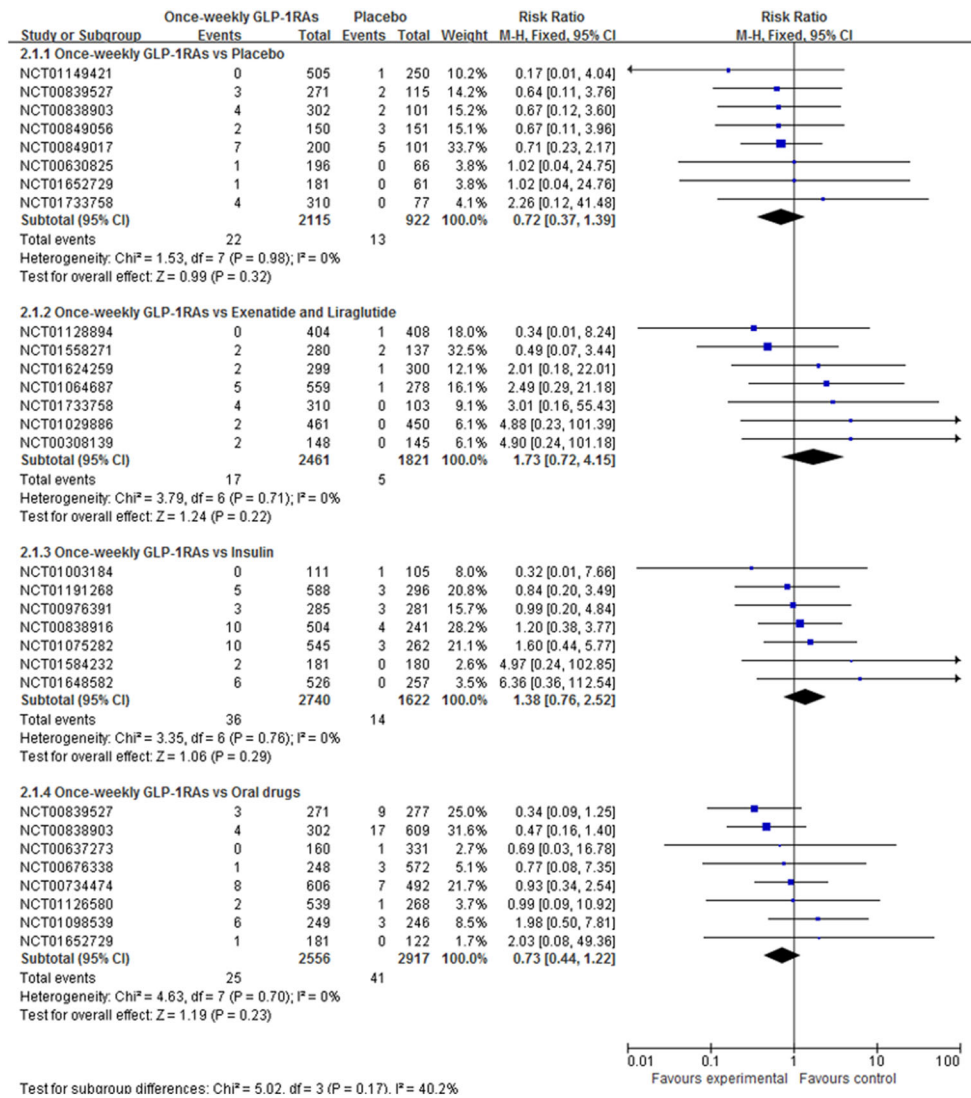 Once-weekly GLP-1RAs Placebo Risk Ratio Risk Ratio
Study or Subgroup Events Total Events Total Weight M-H, Fixed, 95% CI M-H, Fixed, 95% CI
2.1.1 Once-weekly GLP-1RAs vs Placebo
NCT01149421 0 505 1 250 10.2% 0.17 [0.01, 4.04]
NCT00839527 3 271 2 115 14.2% 0.64 [0.11, 3.76]
NCT00838903 4 302 2 101 15.1% 0.67 [0.12, 3.60]
NCT00849056 2 150 3 151 15.1% 0.67 [0.11, 3.96]
NCT00849017 7 200 5 101 33.7% 0.71 [0.23, 2.17]
NCT00630825 1 196 0 66 3.8% 1.02 [0.04, 24.75]
NCT01652729 1 181 0 61 3.8% 1.02 [0.04, 24.76]
NCT01733758 4 310 0 77 4.1% 2.26 [0.12, 41.48]
Subtotal (95% CI) 2115 922 100.0% 0.72 [0.37, 1.39]
Total events 22 13
Heterogeneity: Chi² = 1.53, df = 7 (P = 0.98); I² = 0%
Test for overall effect: Z = 0.99 (P = 0.32)
2.1.2 Once-weekly GLP-1RAs vs Exenatide and Liraglutide
NCT01128894 0 404 1 408 18.0% 0.34 [0.01, 8.24]
NCT01558271 2 280 2 137 32.5% 0.49 [0.07, 3.44]
NCT01624259 2 299 1 300 12.1% 2.01 [0.18, 22.01]
NCT01064687 5 559 1 278 16.1% 2.49 [0.29, 21.18]
NCT01733758 4 310 0 103 9.1% 3.01 [0.16, 55.43]
NCT01029886 2 461 0 450 6.1% 4.88 [0.23, 101.39]
NCT00308139 2 148 0 145 6.1% 4.90 [0.24, 101.18]
Subtotal (95% CI) 2461 1821 100.0% 1.73 [0.72, 4.15]
Total events 17 5
Heterogeneity: Chi² = 3.79, df = 6 (P = 0.71); I² = 0%
Test for overall effect: Z = 1.24 (P = 0.22)
2.1.3 Once-weekly GLP-1RAs vs Insulin
NCT01003184 0 111 1 105 8.0% 0.32 [0.01, 7.66]
NCT01191268 5 588 3 296 20.8% 0.84 [0.20, 3.49]
NCT00976391 3 285 3 281 15.7% 0.99 [0.20, 4.84]
NCT00838916 10 504 4 241 28.2% 1.20 [0.38, 3.77]
NCT01075282 10 545 3 262 21.1% 1.60 [0.44, 5.77]
NCT01584232 2 181 0 180 2.6% 4.97 [0.24, 102.85]
NCT01648582 6 526 0 257 3.5% 6.36 [0.36, 112.54]
Subtotal (95% CI) 2740 1622 100.0% 1.38 [0.76, 2.52]
Total events 36 14
Heterogeneity: Chi² = 3.35, df = 6 (P = 0.76); I² = 0%
Test for overall effect: Z = 1.06 (P = 0.29)
2.1.4 Once-weekly GLP-1RAs vs Oral drugs
NCT00839527 3 271 9 277 25.0% 0.34 [0.09, 1.25]
NCT00838903 4 302 17 609 31.6% 0.47 [0.16, 1.40]
NCT00637273 0 160 1 331 2.7% 0.69 [0.03, 16.78]
NCT00676338 1 248 3 572 5.1% 0.77 [0.08, 7.35]
NCT00734474 8 606 7 492 21.7% 0.93 [0.34, 2.54]
NCT01126580 2 539 1 268 3.7% 0.99 [0.09, 10.92]
NCT01098539 6 249 3 246 8.5% 1.98 [0.50, 7.81]
NCT01652729 1 181 0 122 1.7% 2.03 [0.08, 49.36]
Subtotal (95% CI) 2556 2917 100.0% 0.73 [0.44, 1.22]
Total events 25 41
Heterogeneity: Chi² = 4.63, df = 7 (P = 0.70); I² = 0%
Test for overall effect: Z = 1.19 (P = 0.23)
0.01 0.1 1 10 100
Favours experimental Favours control
Test for subgroup differences: Chi² = 5.02, df = 3 (P = 0.17), I² = 40.2%